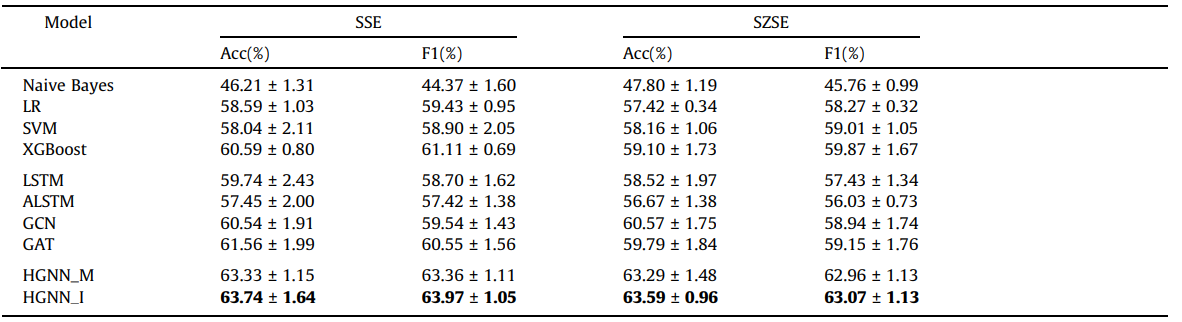 Model SSE SZSE
Acc(%) F1(%) Acc(%) F1(%)
Naive Bayes 46.21 ± 1.31 44.37 ± 1.60 47.80 ± 1.19 45.76 ± 0.99
LR 58.59 ± 1.03 59.43 ± 0.95 57.42 ± 0.34 58.27 ± 0.32
SVM 58.04 ± 2.11 58.90 ± 2.05 58.16 ± 1.06 59.01 ± 1.05
XGBoost 60.59 ± 0.80 61.11 ± 0.69 59.10 ± 1.73 59.87 ± 1.67
LSTM 59.74 ± 2.43 58.70 ± 1.62 58.52 ± 1.97 57.43 ± 1.34
ALSTM 57.45 ± 2.00 57.42 ± 1.38 56.67 ± 1.38 56.03 ± 0.73
GCN 60.54 ± 1.91 59.54 ± 1.43 60.57 ± 1.75 58.94 ± 1.74
GAT 61.56 ± 1.99 60.55 ± 1.56 59.79 ± 1.84 59.15 ± 1.76
HGNN_M 63.33 ± 1.15 63.36 ± 1.11 63.29 ± 1.48 62.96 ± 1.13
HGNN_I 63.74 ± 1.64 63.97 ± 1.05 63.59 ± 0.96 63.07 ± 1.13